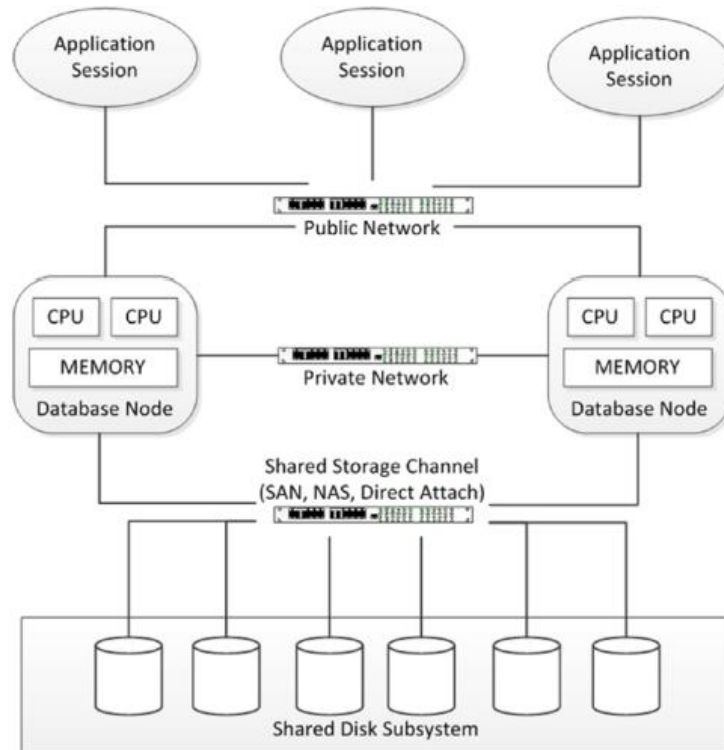 Application
Session
Application
Session
Application
Session
Public Network
CPU
CPU
MEMORY
Database Node
CPU
CPU
MEMORY
Database Node
Private Network
Shared Storage Channel
(SAN, NAS, Direct Attach)
Shared Disk Subsystem